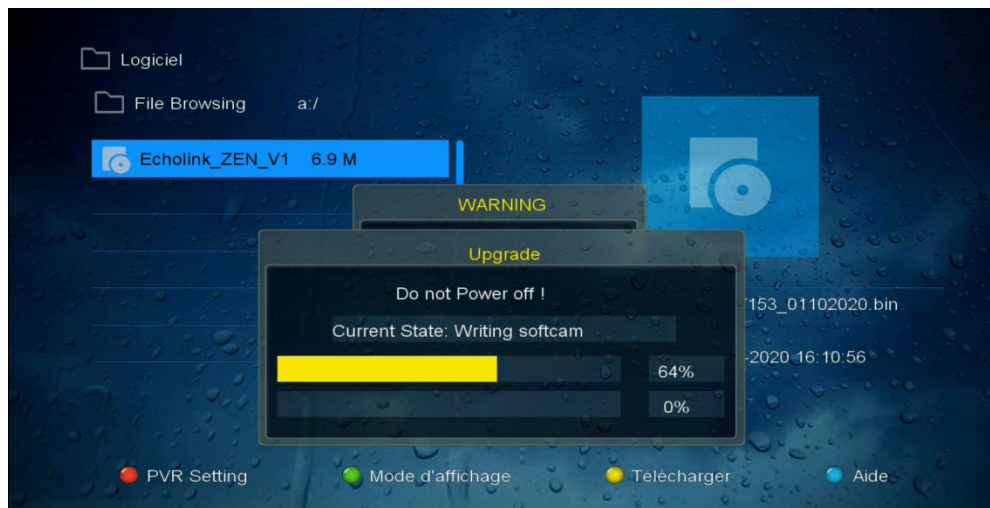 Logiciel
File Browsing a:/
Echolink_ZEN_V1 6.9 M
WARNING
Upgrade
Do not Power off !
153_01102020.bin
Current State: Writing softcam
-2020 16:10:56
64%
0%
PVR Setting Mode d'affichage Télécharger Aide